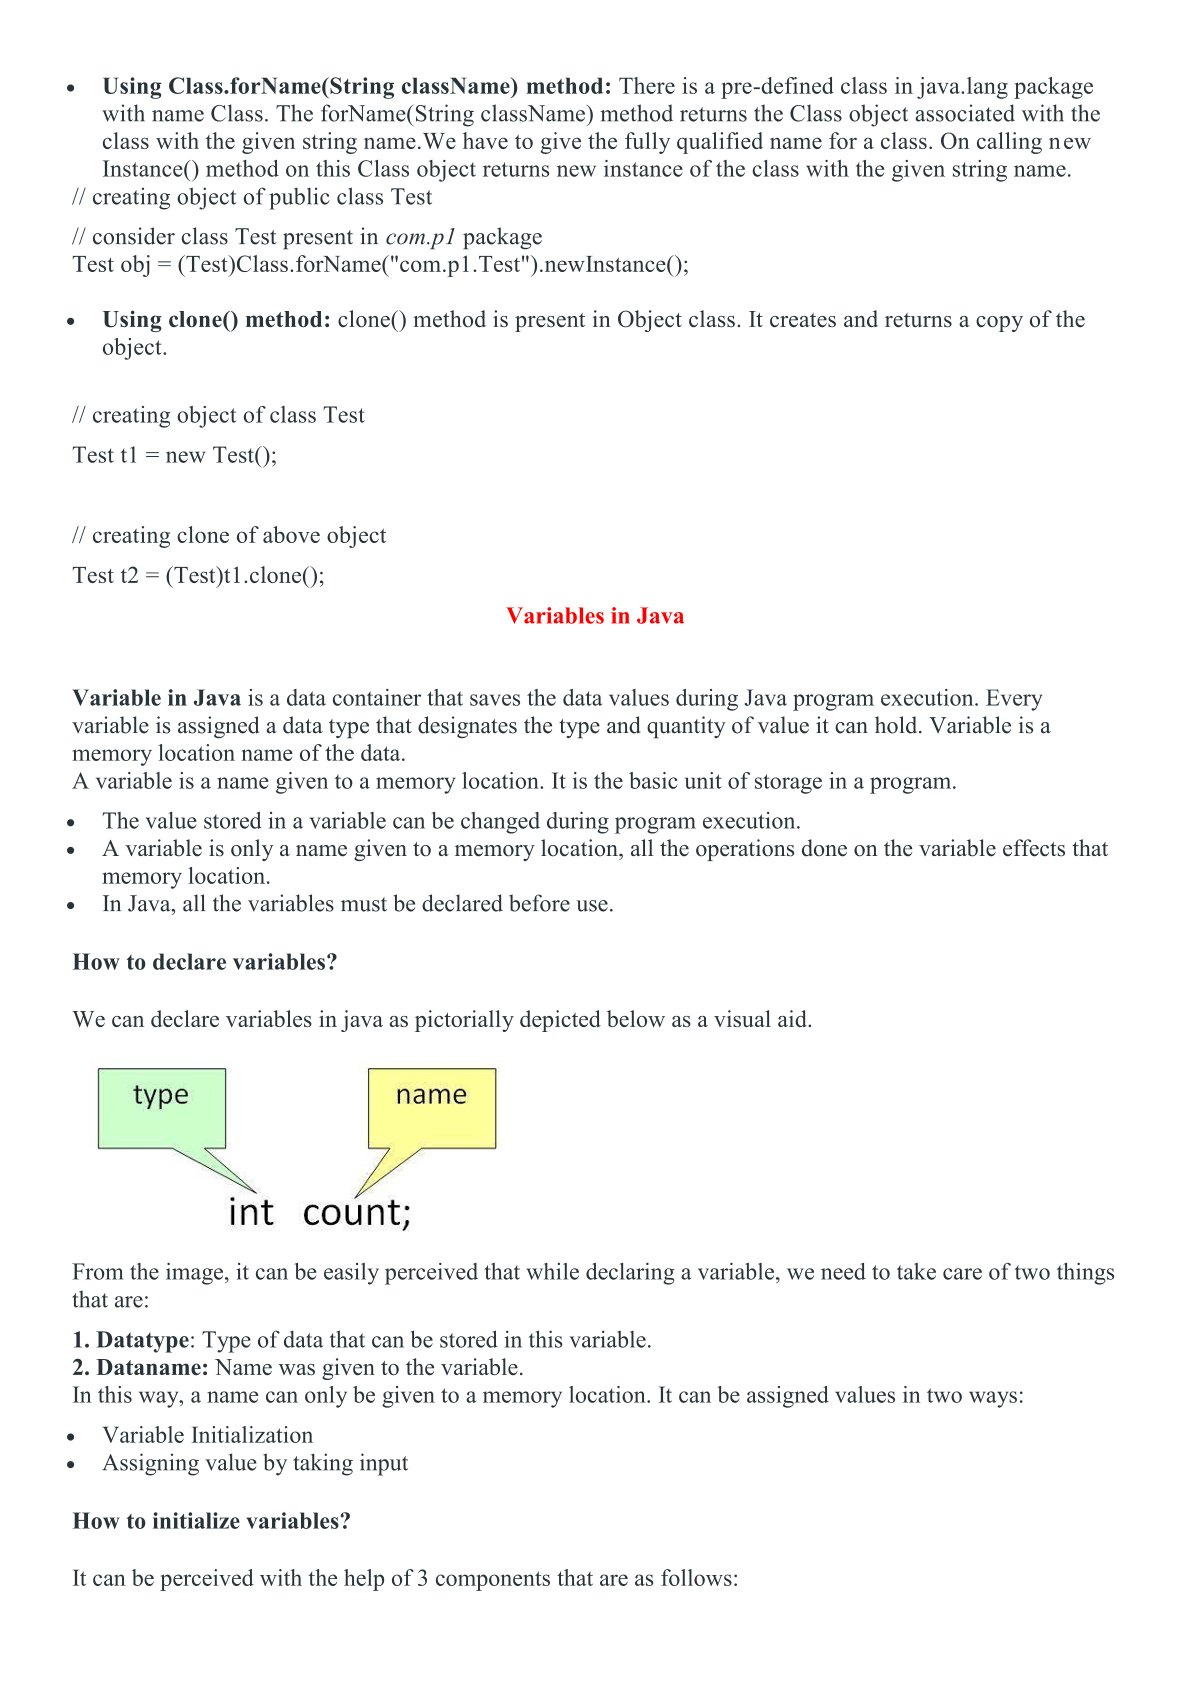 • Using Class.forName(String className) method: There is a pre-defined class in java.lang package
with name Class. The forName(String className) method returns the Class object associated with the
class with the given string name.We have to give the fully qualified name for a class. On calling new
Instance() method on this Class object returns new instance of the class with the given string name.
// creating object of public class Test
// consider class Test present in com.p1 package
Test obj = (Test)Class.forName("com.p1.Test").newInstance();
• Using clone() method: clone() method is present in Object class. It creates and returns a copy of the
object.
// creating object of class Test
Test t1 = new Test();
// creating clone of above object
Test t2 = (Test)t1.clone();
Variables in Java
Variable in Java is a data container that saves the data values during Java program execution. Every
variable is assigned a data type that designates the type and quantity of value it can hold. Variable is a
memory location name of the data.
A variable is a name given to a memory location. It is the basic unit of storage in a program.
• The value stored in a variable can be changed during program execution.
• A variable is only a name given to a memory location, all the operations done on the variable effects that
memory location.
• In Java, all the variables must be declared before use.
How to declare variables?
We can declare variables in java as pictorially depicted below as a visual aid.
type name
int count;
From the image, it can be easily perceived that while declaring a variable, we need to take care of two things
that are:
1. Datatype: Type of data that can be stored in this variable.
2. Dataname: Name was given to the variable.
In this way, a name can only be given to a memory location. It can be assigned values in two ways:
• Variable Initialization
• Assigning value by taking input
How to initialize variables?
It can be perceived with the help of 3 components that are as follows: